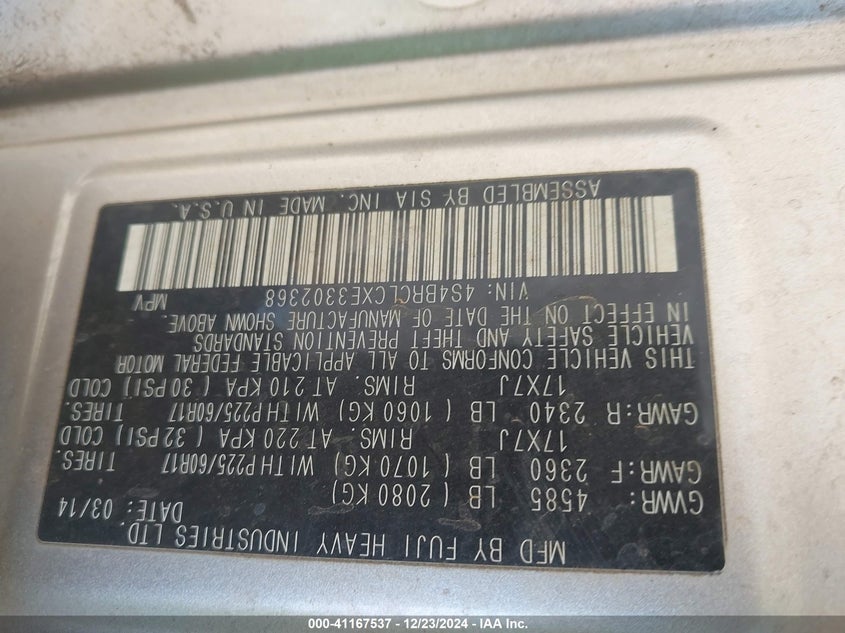 MFD BY FUJI HEAVY INDUSTRIES LTD
DATE: 03/14
GVWR: 4585 LB ( 2080 KG)
GAWR:F 2360 LB ( 1070 KG) WITH P225/60R17 TIRES.
17X7J RIMS. AT 220 KPA ( 32 PSI) COLD
GAWR:R 2340 LB ( 1060 KG) WITH P225/60R17 TIRES.
17X7J RIMS. AT 210 KPA ( 30 PSI) COLD
THIS VEHICLE CONFORMS TO ALL APPLICABLE FEDERAL MOTOR
VEHICLE SAFETY AND THEFT PREVENTION STANDARDS
IN EFFECT ON THE DATE OF MANUFACTURE SHOWN ABOVE.
VIN: 4S4BRCLCXE3302368 MPV
ASSEMBLED BY SIA INC. MADE IN U.S.A.
000-41167537 - 12/23/2024 - IAA Inc.